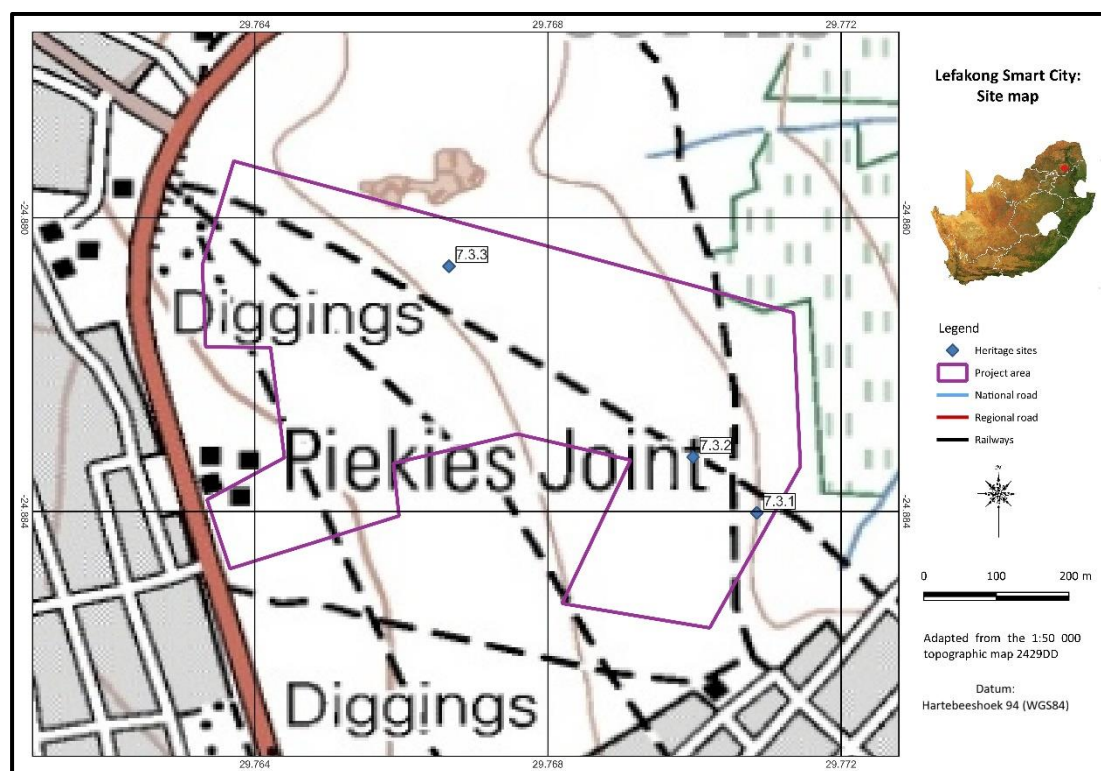 29.764
29.768
29.772
-24.880
-24.880
7.3.3
Diggings
Riekies Joint
7.3.2
7.3.1
-24.884
-24.884
Diggings
29.764
29.768
29.772
Lefakong Smart City:
Site map
Legend
Heritage sites
Project area
National road
Regional road
Railways
0 100 200 m
Adapted from the 1:50 000
topographic map 2429DD
Datum:
Hartebeeshoek 94 (WGS84)